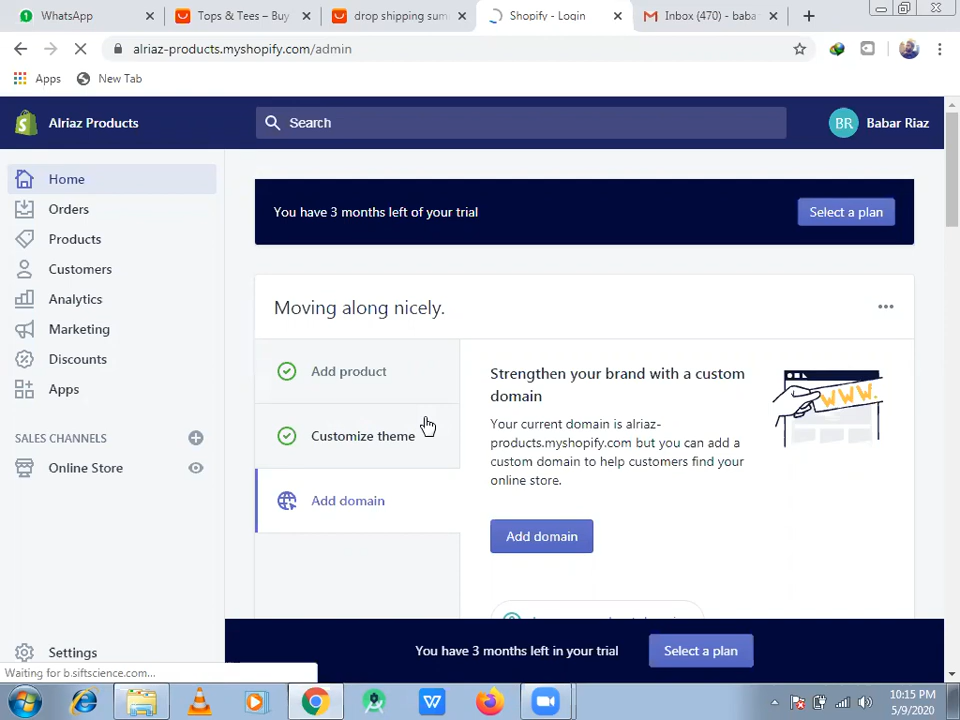 WhatsApp
Tops & Tees – Buy
drop shipping sum
Shopify - Login
Inbox (470) - baba
alriaz-products.myshopify.com/admin
Apps
New Tab
Alriaz Products
Search
BR
Babar Riaz
Home
Orders
Products
Customers
Analytics
Marketing
Discounts
Apps
SALES CHANNELS
Online Store
Settings
You have 3 months left of your trial
Select a plan
Moving along nicely.
Add product
Customize theme
Add domain
Strengthen your brand with a custom
domain
Your current domain is alriaz-
products.myshopify.com but you can add a
custom domain to help customers find your
online store.
Add domain
WWW.
You have 3 months left in your trial
Select a plan
Waiting for b.siftscience.com...
10:15 PM
5/9/2020